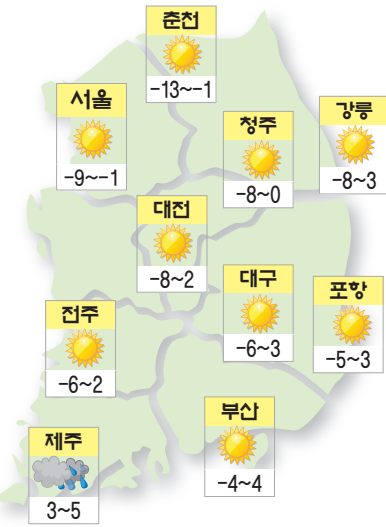 춘천
-13~-1
서울
-9~-1
청주
-8~0
강릉
-8~3
대전
-8~2
대구
-6~3
포항
-5~3
전주
-6~2
부산
-4~4
제주
3~5